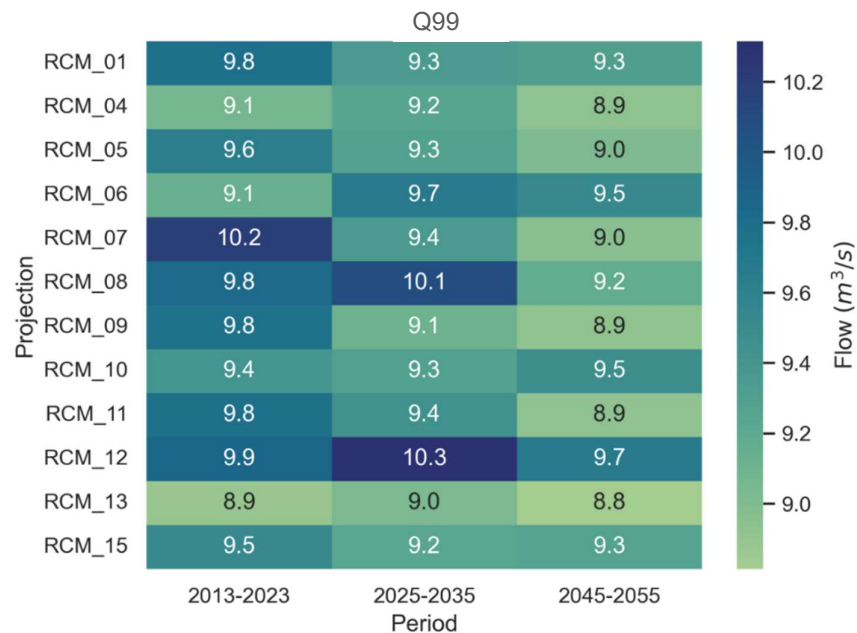 Q99
RCM_01 9.8 9.3 9.3
RCM_04 9.1 9.2 8.9
RCM_05 9.6 9.3 9.0
RCM_06 9.1 9.7 9.5
RCM_07 10.2 9.4 9.0
RCM_08 9.8 10.1 9.2
RCM_09 9.8 9.1 8.9
RCM_10 9.4 9.3 9.5
RCM_11 9.8 9.4 8.9
RCM_12 9.9 10.3 9.7
RCM_13 8.9 9.0 8.8
RCM_15 9.5 9.2 9.3
2013-2023 2025-2035 2045-2055
Period
Projection
10.2
10.0
9.8
9.6
9.4
9.2
9.0
Flow (m³/s)